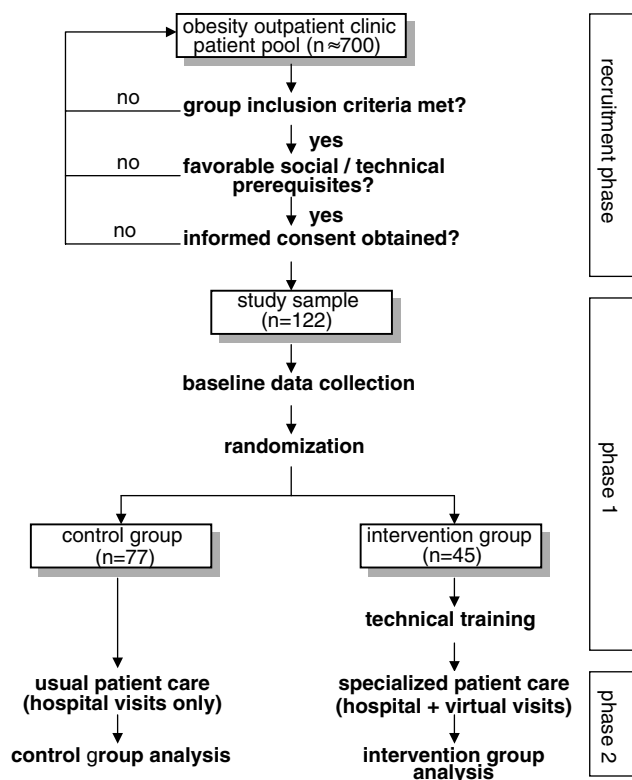 obesity outpatient clinic
patient pool (n ≈700)
no
group inclusion criteria met?
yes
no
favorable social / technical
prerequisites?
yes
no
informed consent obtained?
recruitment phase
study sample
(n=122)
baseline data collection
randomization
control group
(n=77)
intervention group
(n=45)
technical training
phase 1
usual patient care
(hospital visits only)
specialized patient care
(hospital + virtual visits)
control group analysis
intervention group
analysis
phase 2